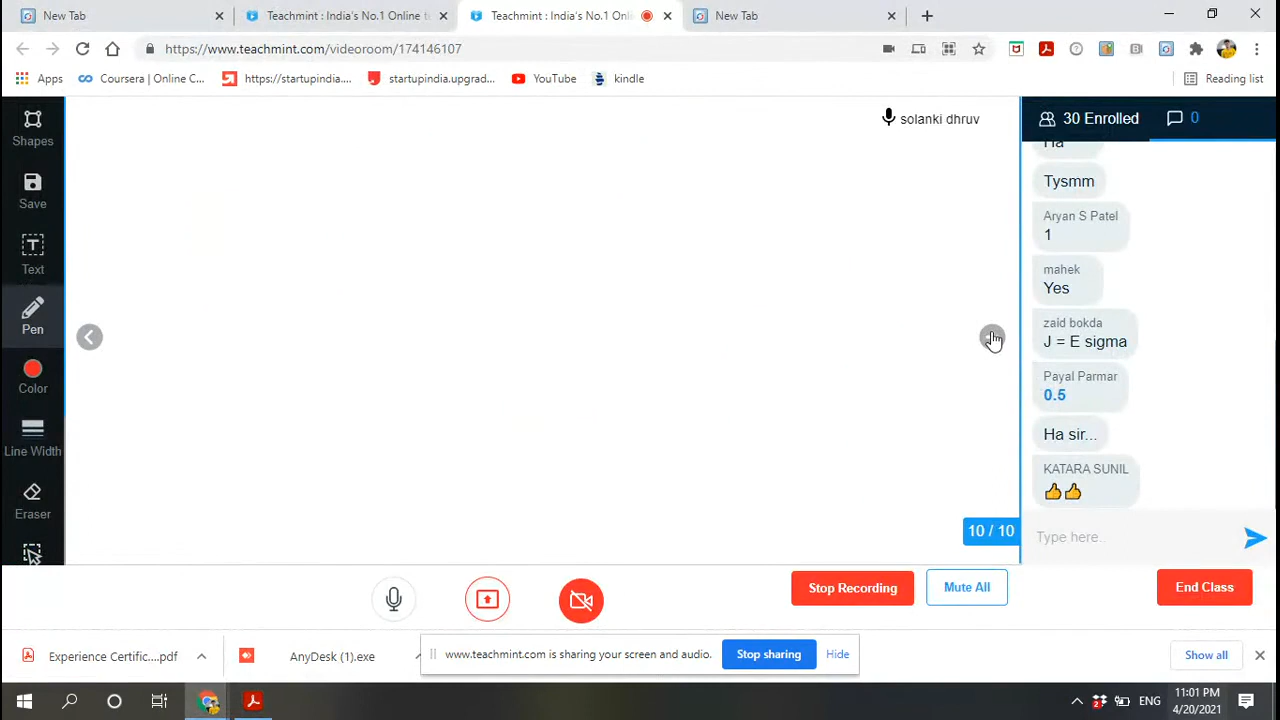 New Tab
Teachmint : India's No.1 Online t
Teachmint : India's No.1 Onli
New Tab
https://www.teachmint.com/videoroom/174146107
Apps
Coursera | Online C...
https://startupindia....
startupindia.upgrad...
YouTube
kindle
Reading list
Shapes
Save
Text
Pen
Color
Line Width
Eraser
solanki dhruv
10 / 10
30 Enrolled
0
Ha
Tysmm
Aryan S Patel
1
mahek
Yes
zaid bokda
J = E sigma
Payal Parmar
0.5
Ha sir...
KATARA SUNIL
Type here..
Stop Recording
Mute All
End Class
Experience Certific....pdf
AnyDesk (1).exe
www.teachmint.com is sharing your screen and audio.
Stop sharing
Hide
Show all
2
ENG
11:01 PM
4/20/2021